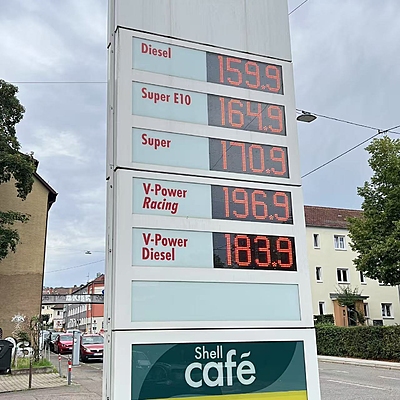 Diesel 159.9
Super E10 164.9
Super 170.9
V-Power
Racing 196.9
V-Power
Diesel 183.9
Shell
café